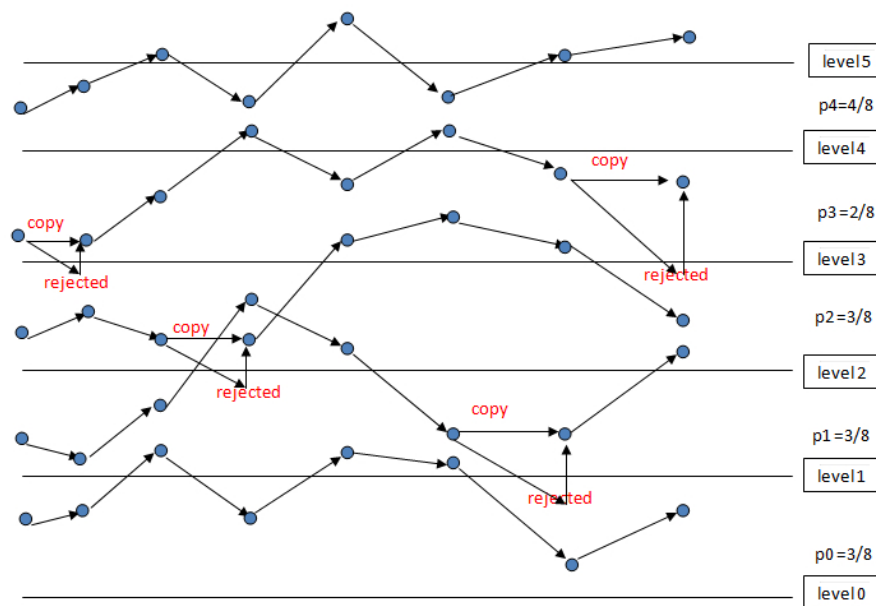 level5
p4=4/8
level4
copy
p3=2/8
copy
level3
rejected
rejected
p2=3/8
copy
level2
rejected
copy
p1=3/8
level1
rejected
p0=3/8
level0